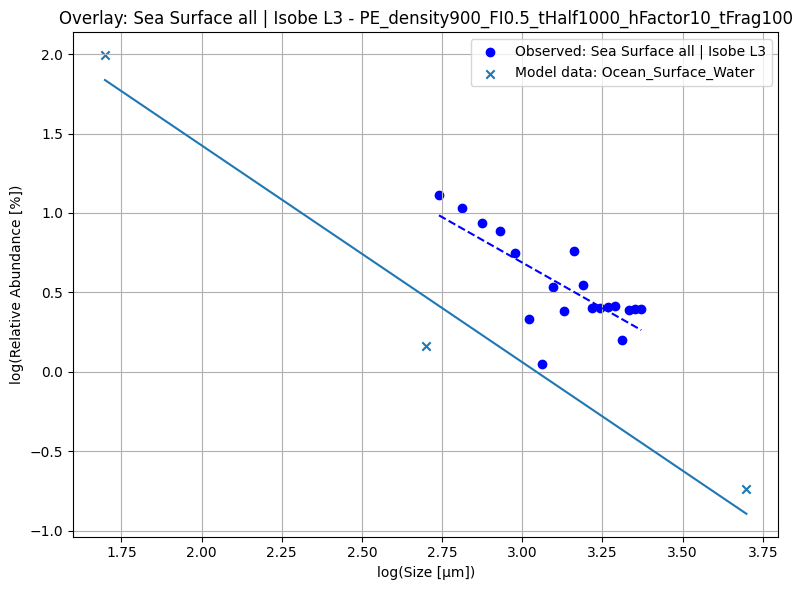 Overlay: Sea Surface all | Isobe L3 - PE_density900_FI0.5_tHalf1000_hFactor10_tFrag100
Observed: Sea Surface all | Isobe L3
Model data: Ocean_Surface_Water
log(Relative Abundance [%])
2.0
1.5
1.0
0.5
0.0
−0.5
−1.0
1.75 2.00 2.25 2.50 2.75 3.00 3.25 3.50 3.75
log(Size [µm])